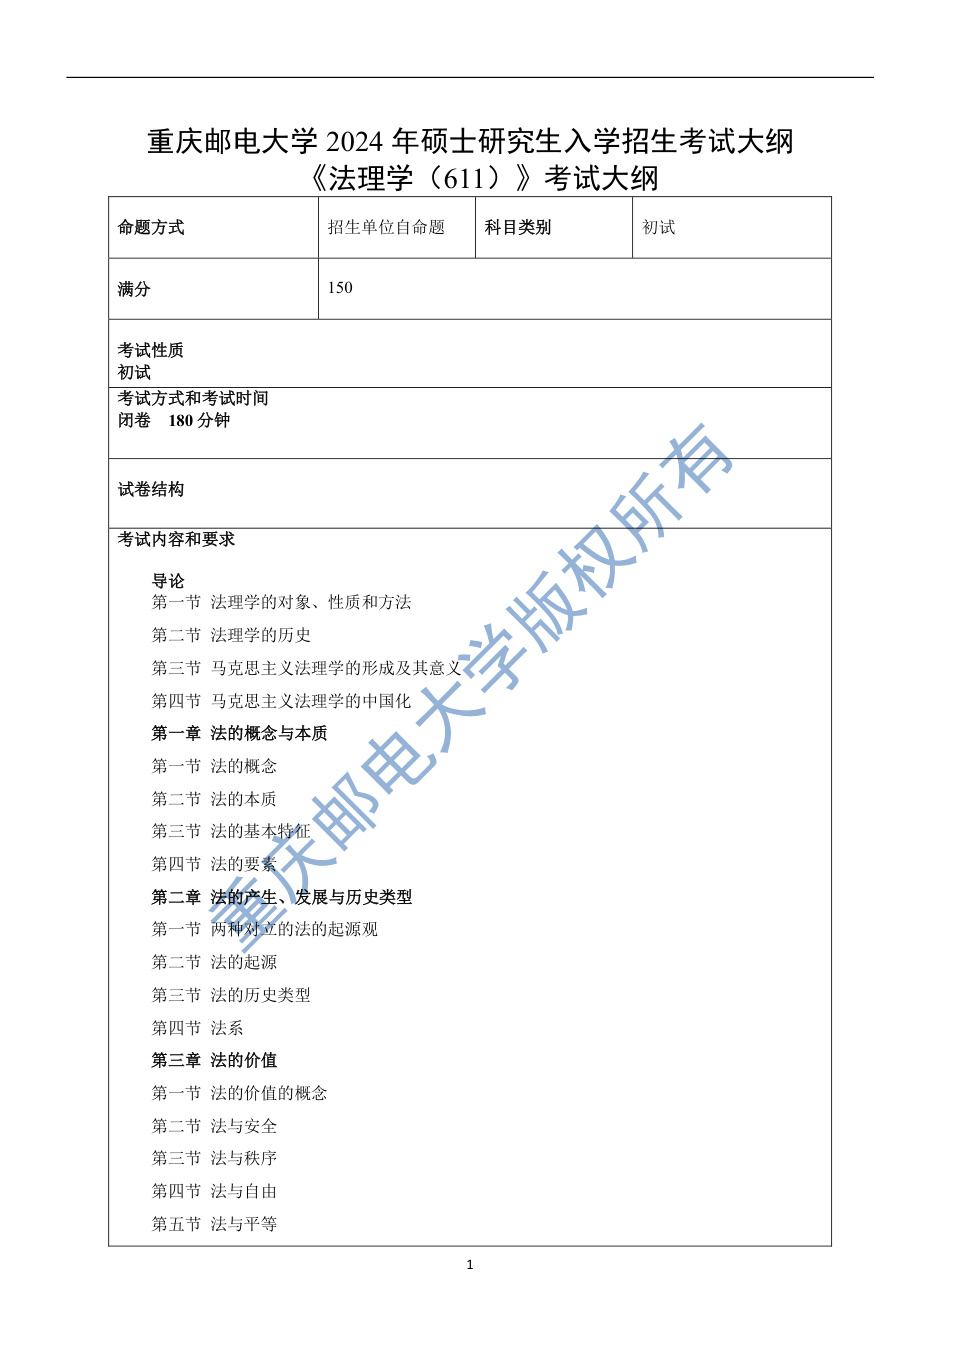 重庆邮电大学 2024 年硕士研究生入学招生考试大纲
《法理学（611）》考试大纲
命题方式 招生单位自命题 科目类别 初试
满分 150
考试性质
初试
考试方式和考试时间
闭卷 180 分钟
试卷结构
考试内容和要求
导论
第一节 法理学的对象、性质和方法
第二节 法理学的历史
第三节 马克思主义法理学的形成及其意义
第四节 马克思主义法理学的中国化
第一章 法的概念与本质
第一节 法的概念
第二节 法的本质
第三节 法的基本特征
第四节 法的要素
第二章 法的产生、发展与历史类型
第一节 两种对立的法的起源观
第二节 法的起源
第三节 法的历史类型
第四节 法系
第三章 法的价值
第一节 法的价值的概念
第二节 法与安全
第三节 法与秩序
第四节 法与自由
第五节 法与平等
重庆邮电大学版权所有
1